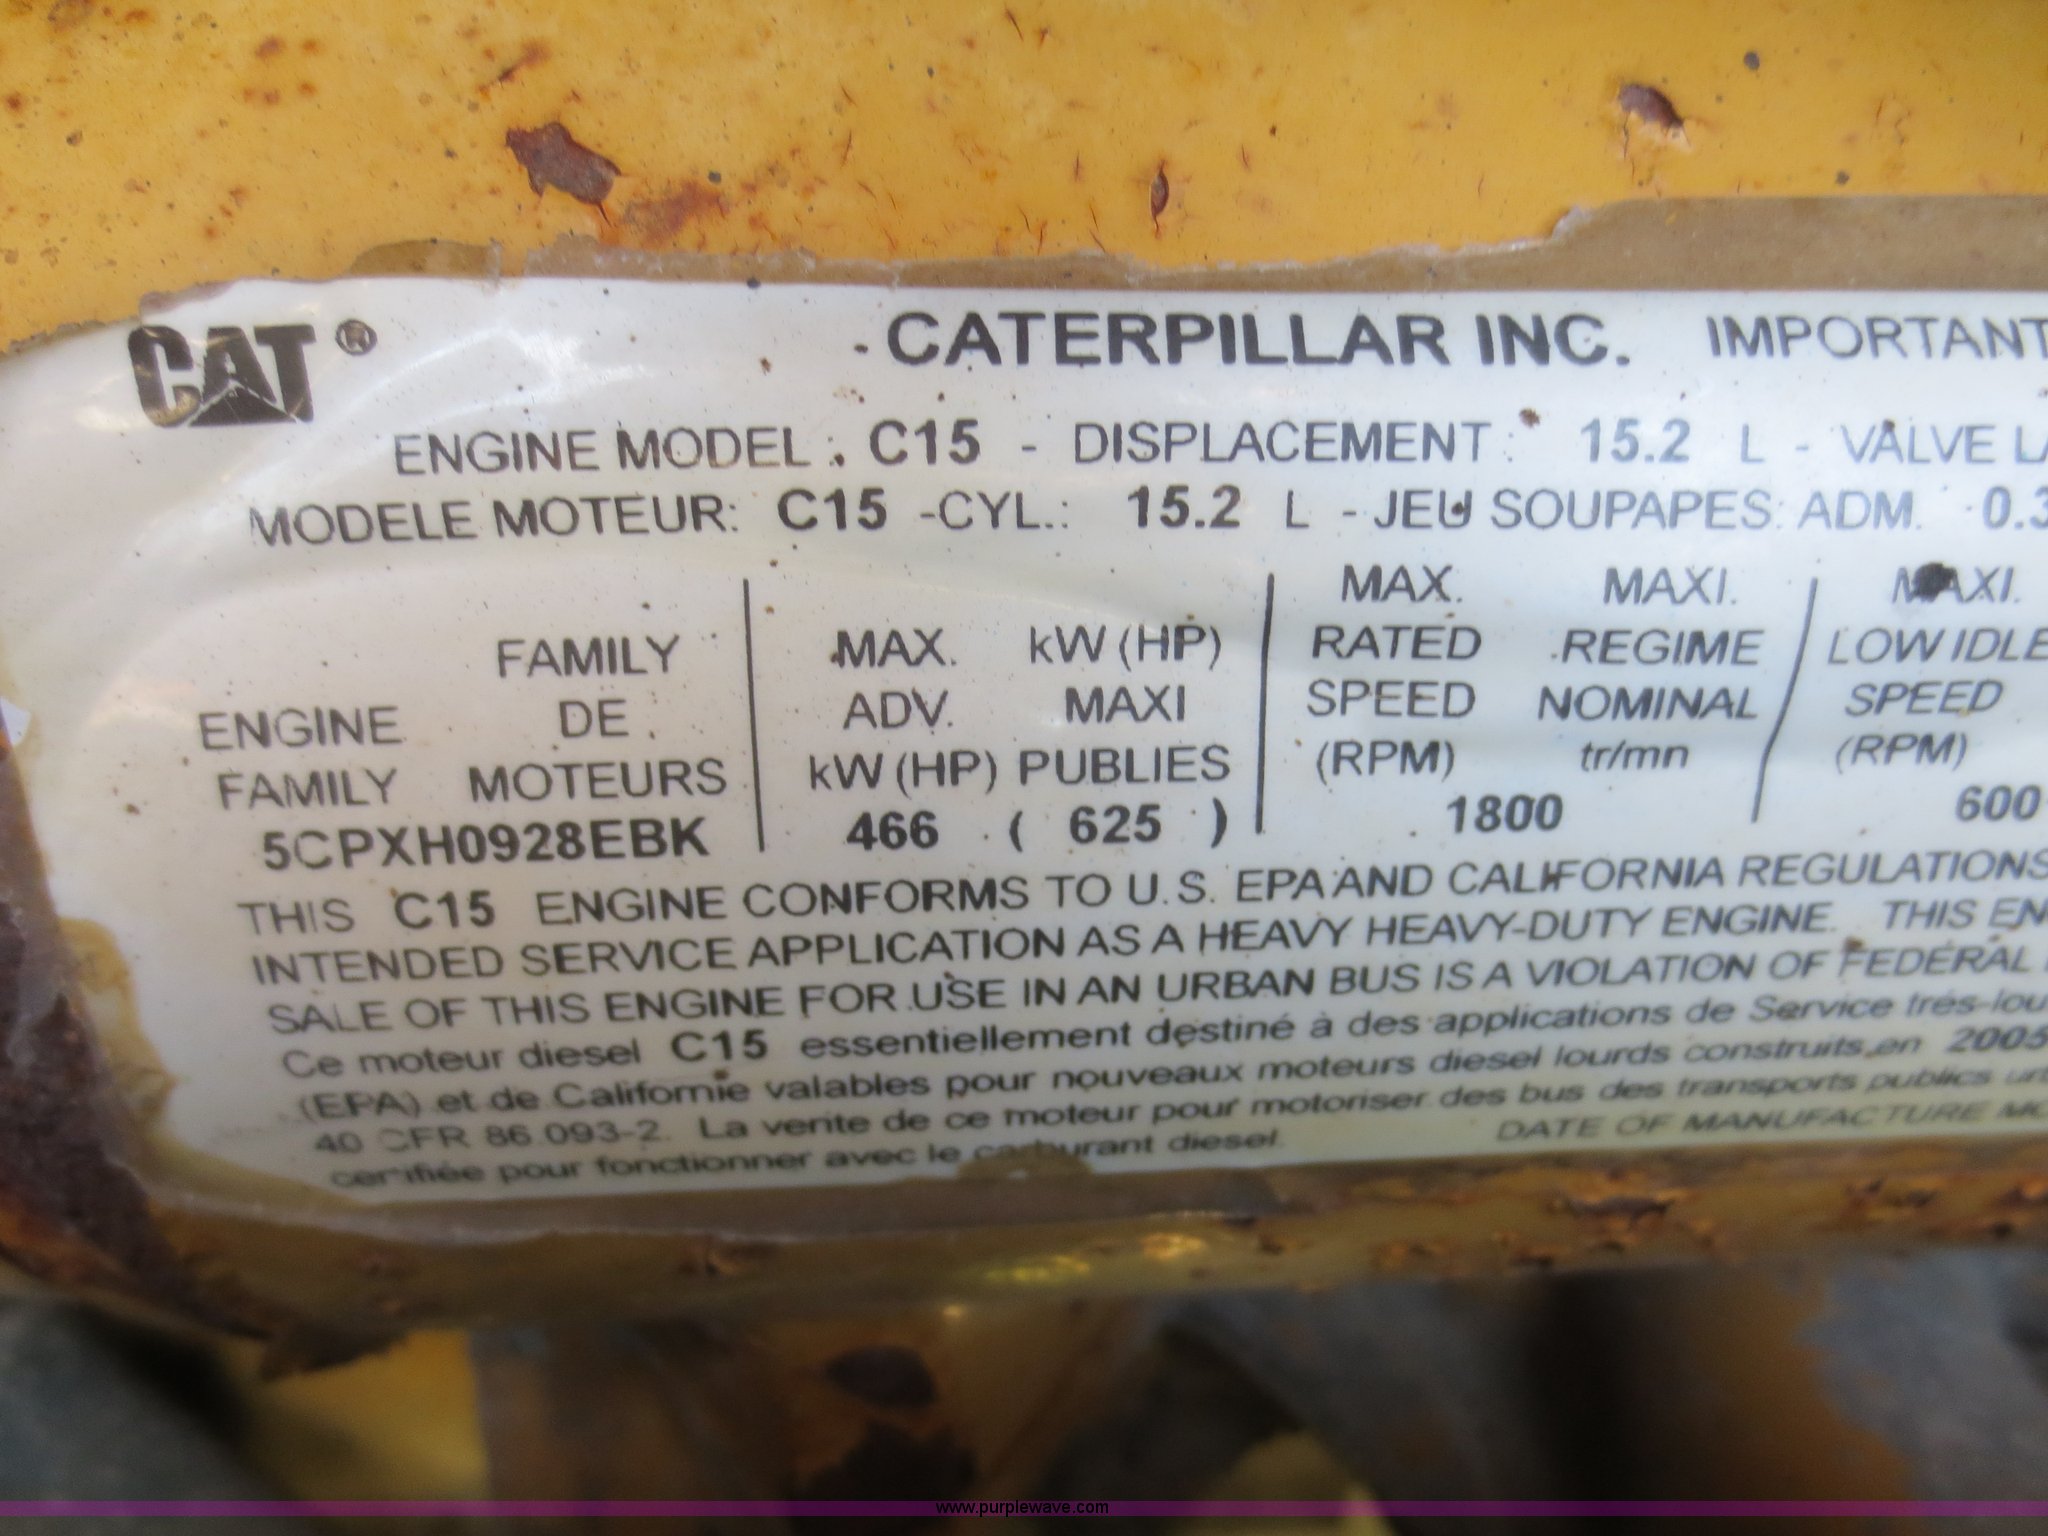 CAT ® CATERPILLAR INC. IMPORTANT
ENGINE MODEL : C15 - DISPLACEMENT : 15.2 L - VALVE
MODELE MOTEUR: C15 -CYL.: 15.2 L - JEU SOUPAPES: ADM. 0.3
MAX. MAXI. MAXI.
FAMILY MAX. kW (HP) RATED REGIME LOW IDLE
ENGINE DE ADV. MAXI SPEED NOMINAL SPEED
FAMILY MOTEURS kW (HP) PUBLIES (RPM) tr/mn (RPM)
5CPXH0928EBK 466 ( 625 ) 1800 600
THIS C15 ENGINE CONFORMS TO U.S. EPA AND CALIFORNIA REGULATIONS
INTENDED SERVICE APPLICATION AS A HEAVY HEAVY-DUTY ENGINE. THIS
SALE OF THIS ENGINE FOR USE IN AN URBAN BUS IS A VIOLATION OF FEDERAL
Ce moteur diesel C15 essentiellement destiné à des applications de Service trés-lou
(EPA) et de Californie valables pour nouveaux moteurs diesel lourds construits en 2005
40 CFR 86.093-2. La vente de ce moteur pour motoriser des bus des transports publics
certifiée pour fonctionner avec le carburant diesel. DATE OF MANUFACTURE
www.purplewave.com